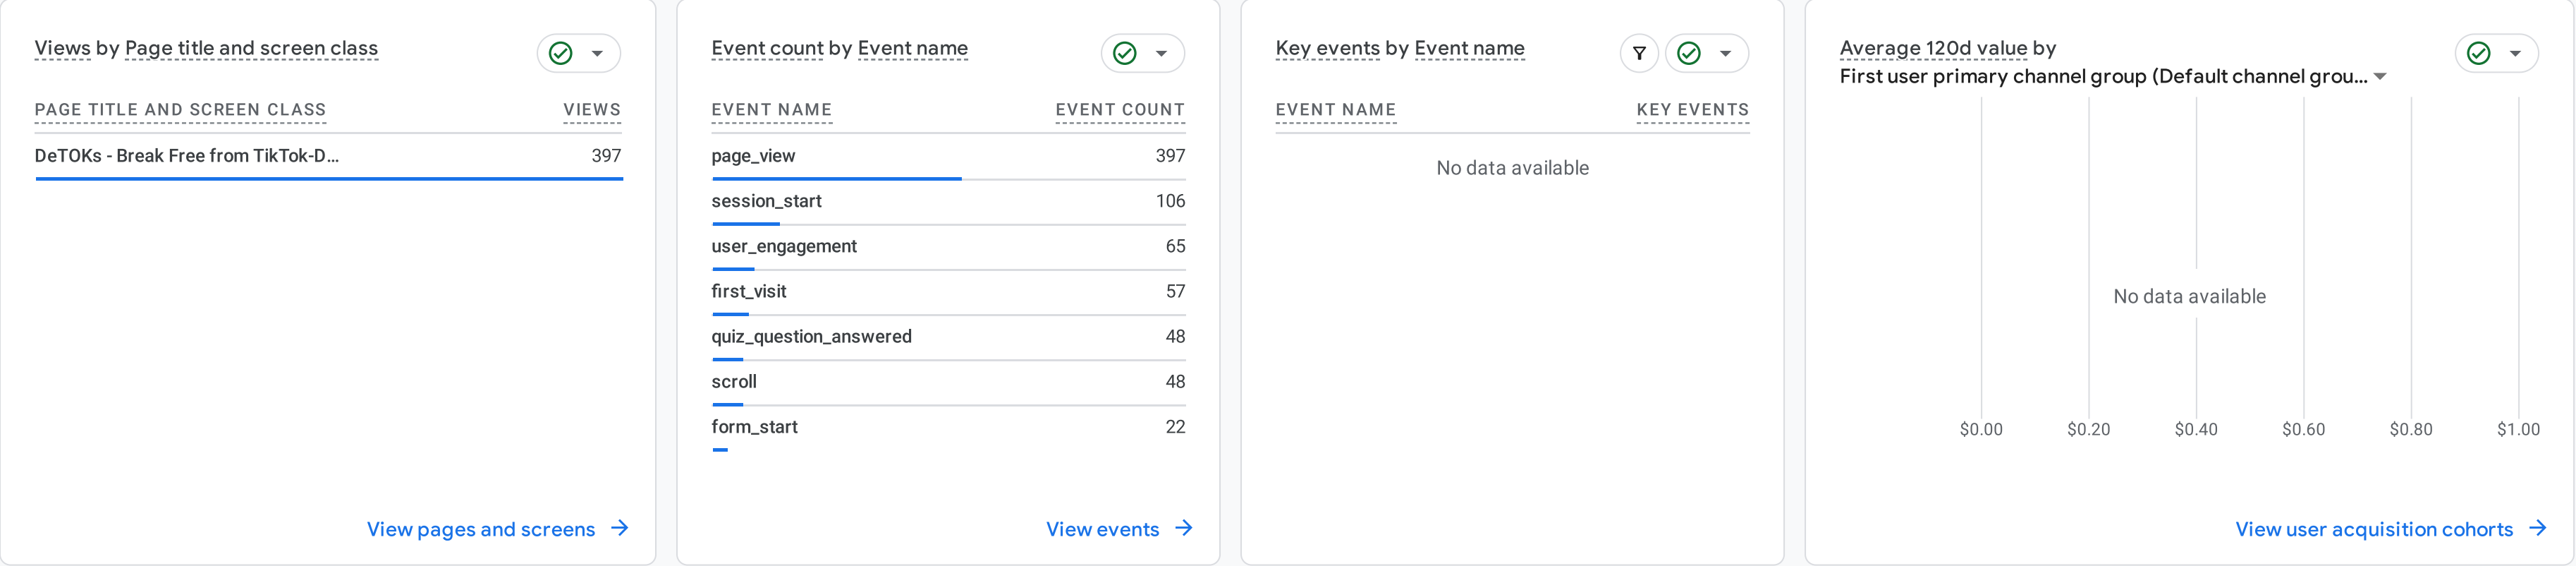 Views by Page title and screen class
PAGE TITLE AND SCREEN CLASS VIEWS
DeTOKs - Break Free from TikTok-D... 397
View pages and screens
Event count by Event name
EVENT NAME EVENT COUNT
page_view 397
session_start 106
user_engagement 65
first_visit 57
quiz_question_answered 48
scroll 48
form_start 22
View events
Key events by Event name
EVENT NAME KEY EVENTS
No data available
Average 120d value by
First user primary channel group (Default channel grou...
No data available
$0.00 $0.20 $0.40 $0.60 $0.80 $1.00
View user acquisition cohorts